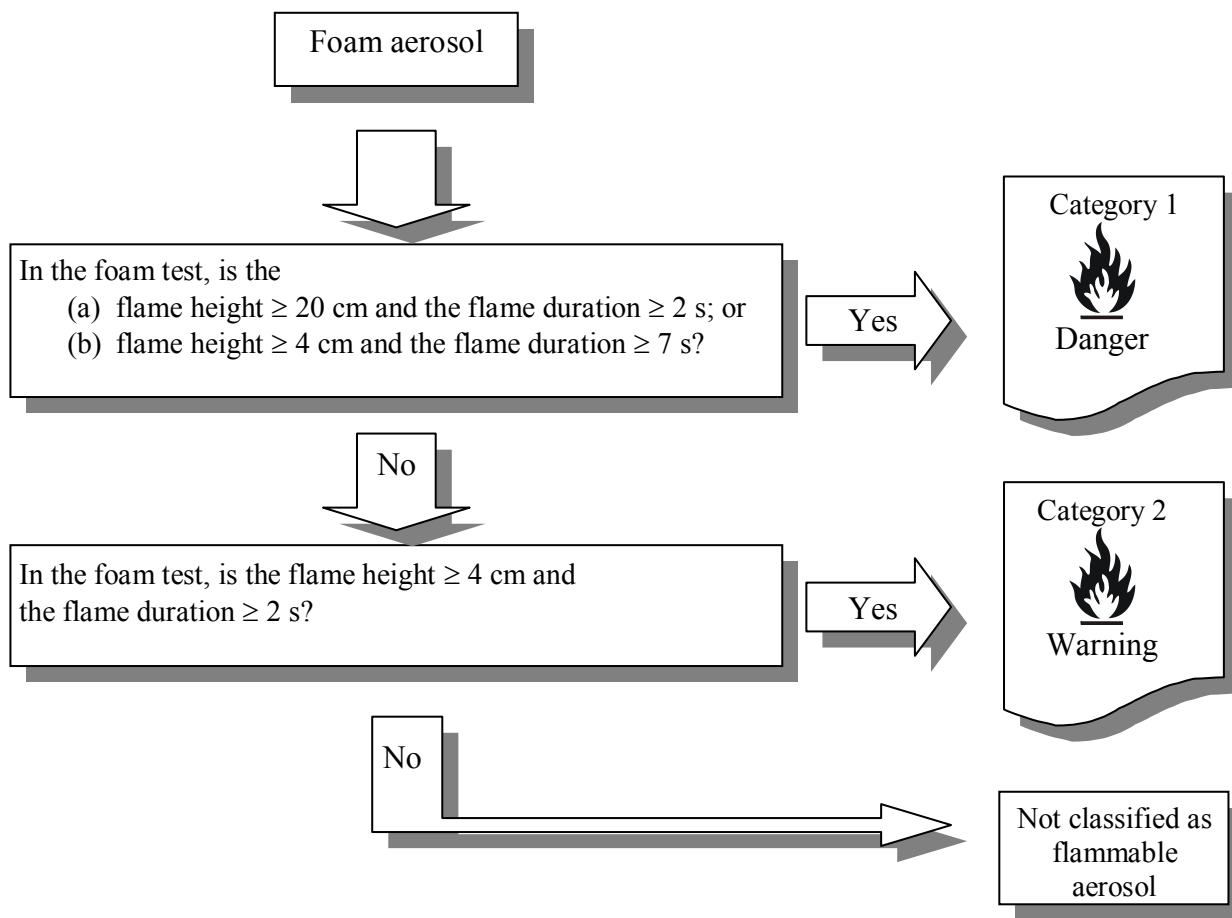 Foam aerosol
In the foam test, is the
(a) flame height ≥ 20 cm and the flame duration ≥ 2 s; or
(b) flame height ≥ 4 cm and the flame duration ≥ 7 s?
Yes
Category 1
Danger
No
In the foam test, is the flame height ≥ 4 cm and
the flame duration ≥ 2 s?
Yes
Category 2
Warning
No
Not classified as
flammable
aerosol